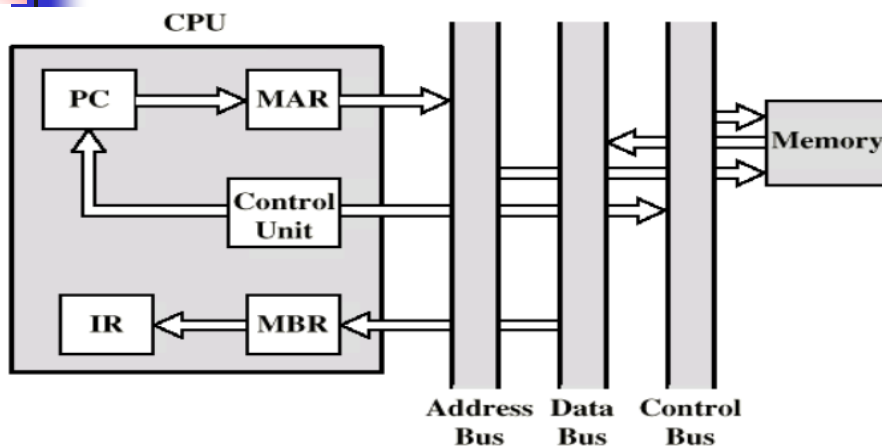 CPU
PC
MAR
Memory
Control
Unit
IR
MBR
Address Data Control
Bus Bus Bus